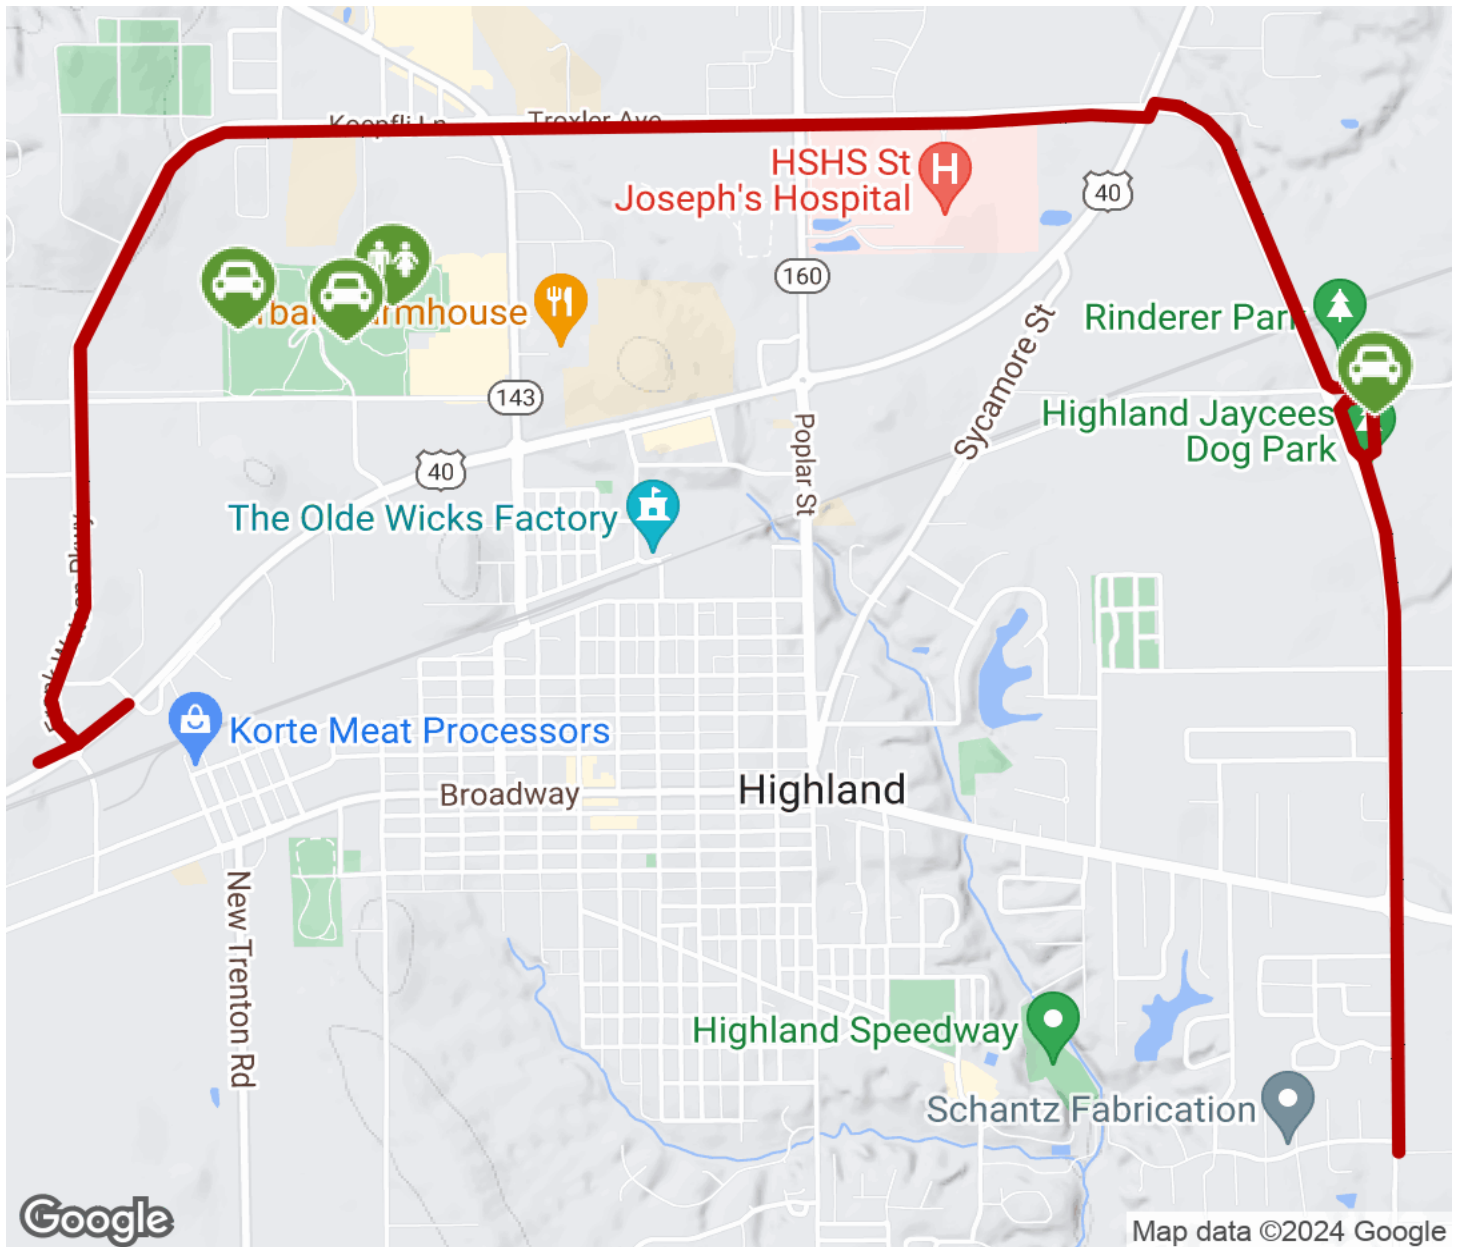 Koepfli Ln
Troxler Ave
HSHS St
Joseph's Hospital
H
40
160
Rinderer Park
143
Sycamore St
Highland Jaycees
Dog Park
40
Poplar St
The Olde Wicks Factory
Korte Meat Processors
Broadway
Highland
New Trenton Rd
Highland Speedway
Schantz Fabrication
Google
Map data ©2024 Google